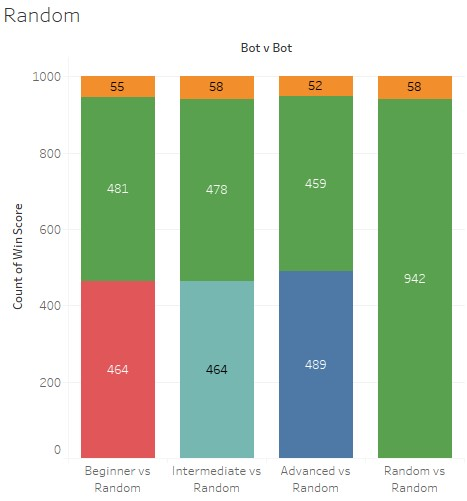 Random
Bot v Bot
Count of Win Score
1000
800
600
400
200
0
55
58
52
58
481
478
459
942
464
464
489
Beginner vs
Random
Intermediate vs
Random
Advanced vs
Random
Random vs
Random